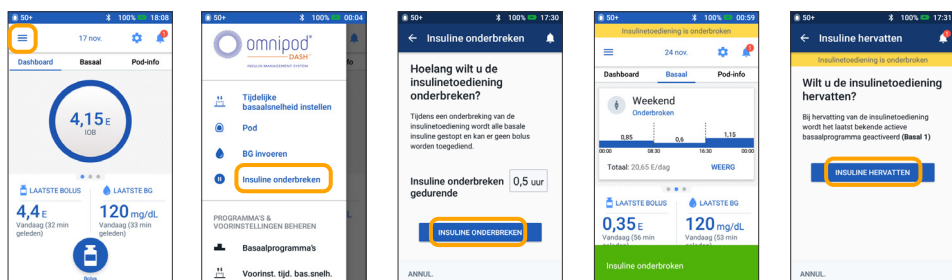 50+
100% 18:08
17 nov.
1
Dashboard Basaal Pod-info
4,15 E
IOB
LAATSTE BOLUS
4,4 E
Vandaag (32 min
geleden)
LAATSTE BG
120 mg/dL
Vandaag (33 min
geleden)
Bolus
50+
100% 00:04
omnipod®
DASH™
INSULIN MANAGEMENT SYSTEM
fo
Tijdelijke
basaalsnelheid instellen
Pod
BG invoeren
Insuline onderbreken
PROGRAMMA'S &
VOORINSTELLINGEN BEHEREN
Basaalprogramma's
Voorinst. tijd. bas.snelh.
50+
100% 17:30
Insuline onderbreken
Hoelang wilt u de
insulinetoediening
onderbreken?
Tijdens een onderbreking van de
insulinetoediening wordt alle basale
insuline gestopt en kan er geen bolus
worden toegediend.
Insuline onderbreken
gedurende
0,5 uur
INSULINE ONDERBREKEN
ANNUL.
50+
100% 00:59
Insulinetoediening is onderbroken
24 nov.
Dashboard Basaal Pod-info
Weekend
Onderbroken
0,85 0,6 1,15
00:00 08:30 16:30 00:00
Totaal: 20,65 E/dag
WEERG
LAATSTE BOLUS
0,35 E
Vandaag (56 min
LAATSTE BG
120 mg/dL
Vandaag (53 min
Insuline onderbroken
50+
100% 17:31
Insuline hervatten
Insulinetoediening is onderbroken
Wilt u de insulinetoediening
hervatten?
Bij hervatting van de insulinetoediening
wordt het laatst bekende actieve
basaalprogramma geactiveerd (Basal 1)
INSULINE HERVATTEN
ANNUL.